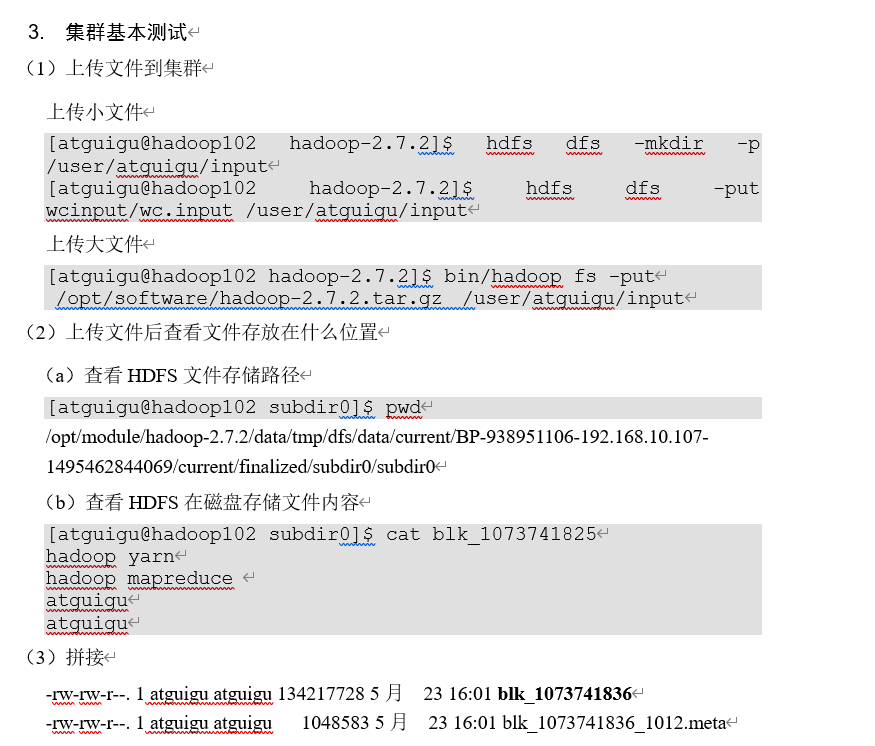 3. 集群基本测试
（1）上传文件到集群
上传小文件
[atguigu@hadoop102 hadoop-2.7.2]$ hdfs dfs -mkdir -p
/user/atguigu/input
[atguigu@hadoop102 hadoop-2.7.2]$ hdfs dfs -put
wcinput/wc.input /user/atguigu/input
上传大文件
[atguigu@hadoop102 hadoop-2.7.2]$ bin/hadoop fs -put
/opt/software/hadoop-2.7.2.tar.gz /user/atguigu/input
（2）上传文件后查看文件存放在什么位置
（a）查看 HDFS 文件存储路径
[atguigu@hadoop102 subdir0]$ pwd
/opt/module/hadoop-2.7.2/data/tmp/dfs/data/current/BP-938951106-192.168.10.107-
1495462844069/current/finalized/subdir0/subdir0
（b）查看 HDFS 在磁盘存储文件内容
[atguigu@hadoop102 subdir0]$ cat blk_1073741825
hadoop yarn
hadoop mapreduce
atguigu
atguigu
（3）拼接
-rw-rw-r--. 1 atguigu atguigu 134217728 5 月 23 16:01 blk_1073741836
-rw-rw-r--. 1 atguigu atguigu 1048583 5 月 23 16:01 blk_1073741836_1012.meta